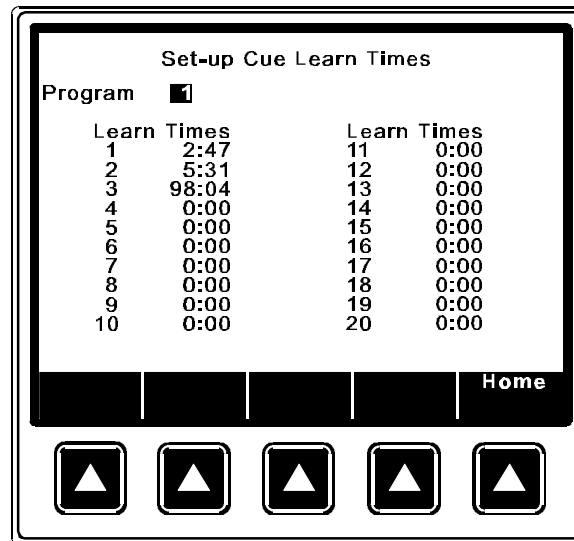 Set-up Cue Learn Times
Program 1
Learn Times Learn Times
1 2:47 11 0:00
2 5:31 12 0:00
3 98:04 13 0:00
4 0:00 14 0:00
5 0:00 15 0:00
6 0:00 16 0:00
7 0:00 17 0:00
8 0:00 18 0:00
9 0:00 19 0:00
10 0:00 20 0:00
Home